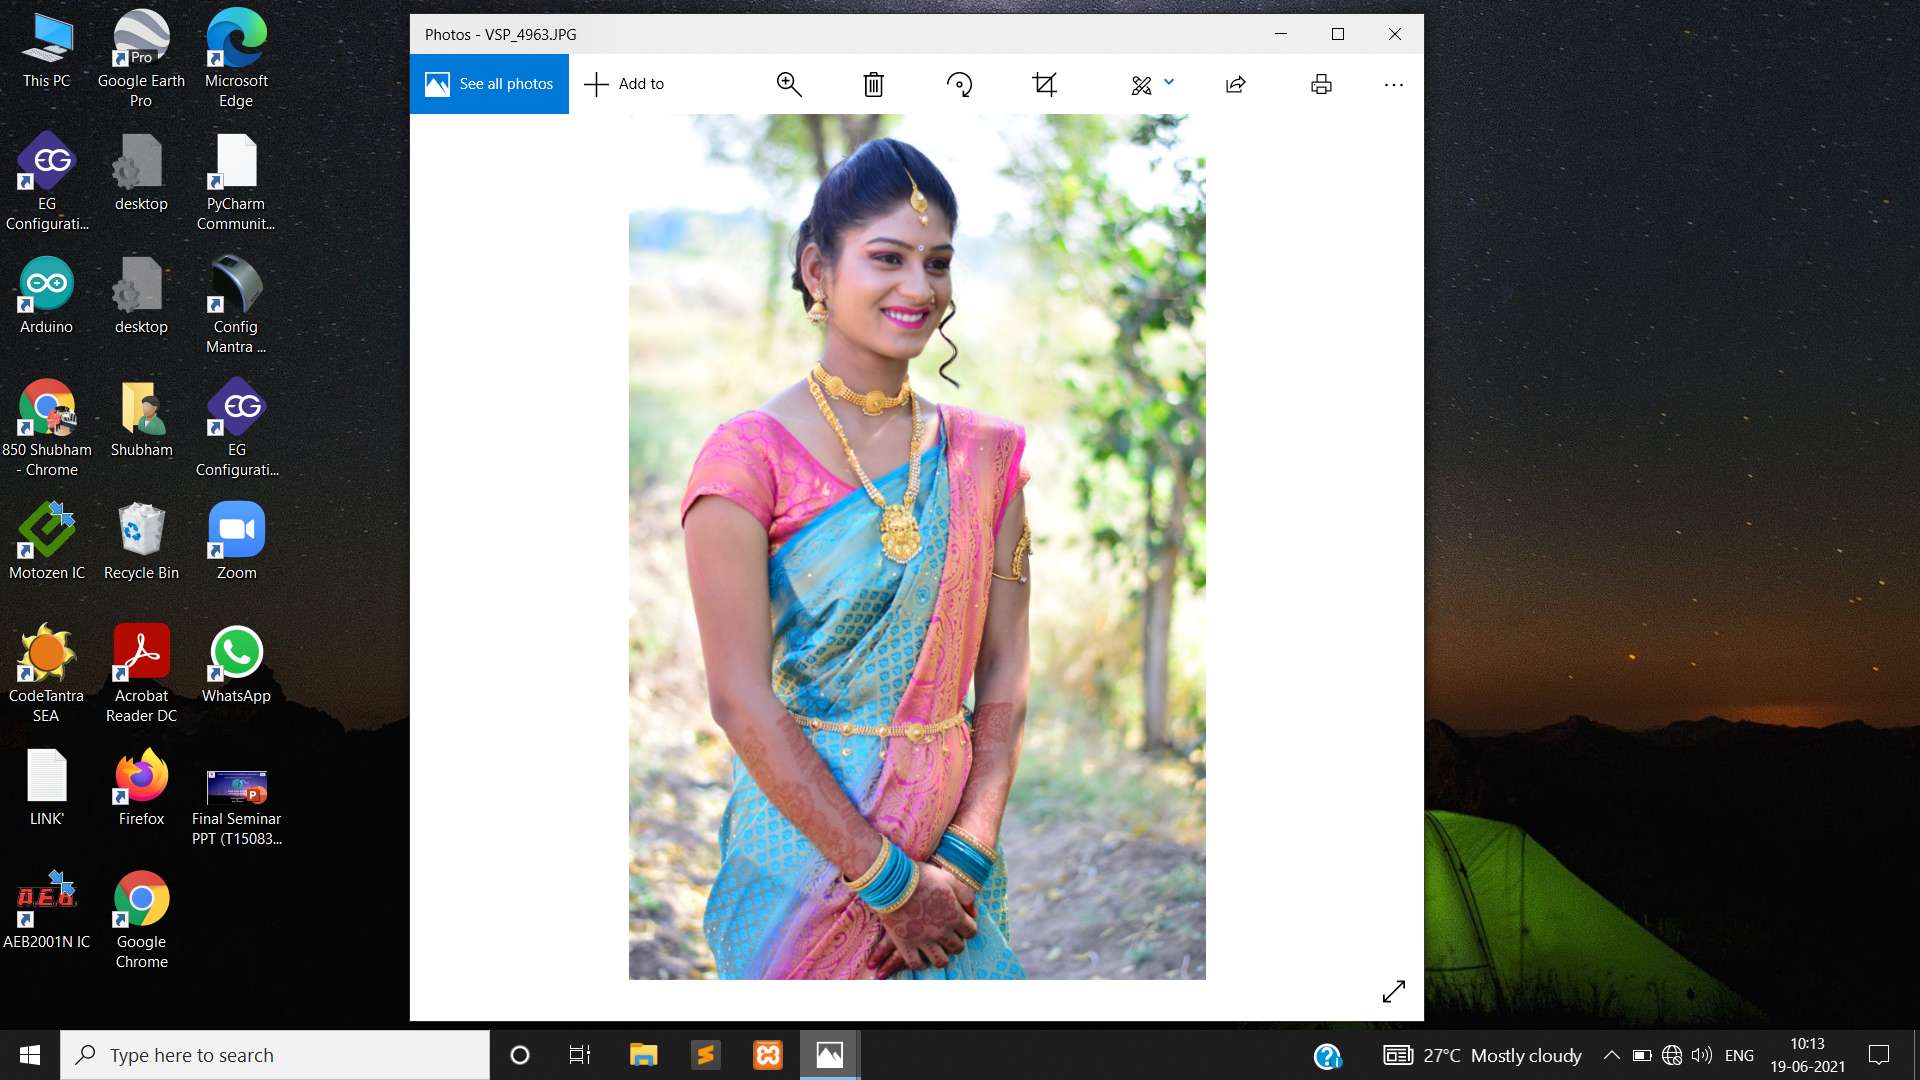 Photos - VSP_4963.JPG
See all photos
Add to
This PC
Pro
Google Earth
Pro
Microsoft
Edge
EG
EG
Configurati...
desktop
PyCharm
Communit...
Arduino
desktop
Config
Mantra ...
850 Shubham
- Chrome
Shubham
EG
EG
Configurati...
Motozen IC
Recycle Bin
Zoom
CodeTantra
SEA
Acrobat
Reader DC
WhatsApp
LINK'
Firefox
P
Final Seminar
PPT (T15083...
A.E.B.
AEB2001N IC
Google
Chrome
Type here to search
27°C Mostly cloudy
ENG
10:13
19-06-2021